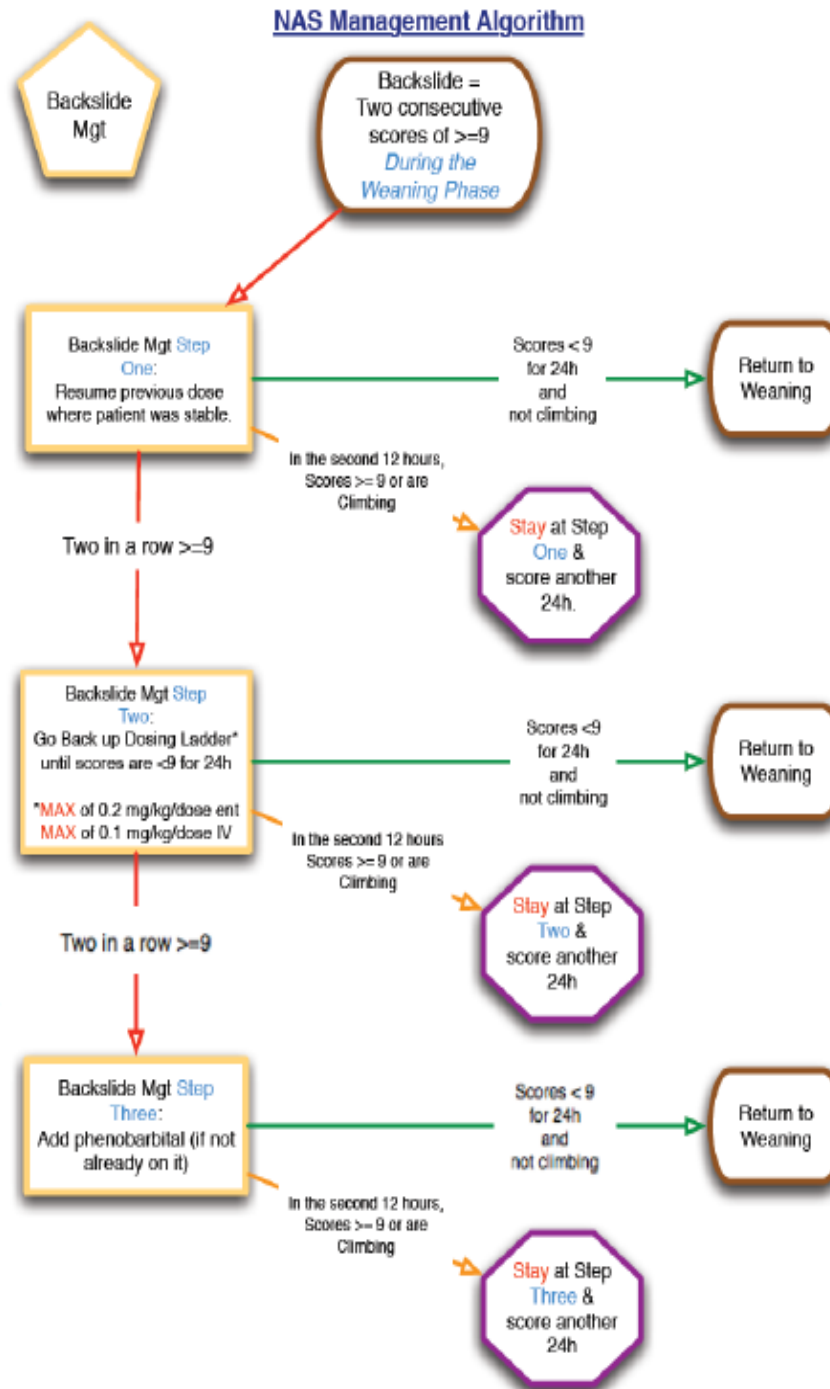 NAS Management Algorithm
Backslide
Mgt
Backslide =
Two consecutive
scores of >=9
During the
Weaning Phase
Backslide Mgt Step
One:
Resume previous dose
where patient was stable.
Scores < 9
for 24h
and
not climbing
Return to
Weaning
In the second 12 hours,
Scores >= 9 or are
Climbing
Stay at Step
One &
score another
24h.
Two in a row >=9
Backslide Mgt Step
Two:
Go Back up Dosing Ladder*
until scores are <9 for 24h
*MAX of 0.2 mg/kg/dose ent
MAX of 0.1 mg/kg/dose IV
Scores <9
for 24h
and
not climbing
Return to
Weaning
In the second 12 hours
Scores >= 9 or are
Climbing
Stay at Step
Two &
score another
24h
Two in a row >=9
Backslide Mgt Step
Three:
Add phenobarbital (if not
already on it)
Scores < 9
for 24h
and
not climbing
Return to
Weaning
In the second 12 hours,
Scores >= 9 or are
Climbing
Stay at Step
Three &
score another
24h